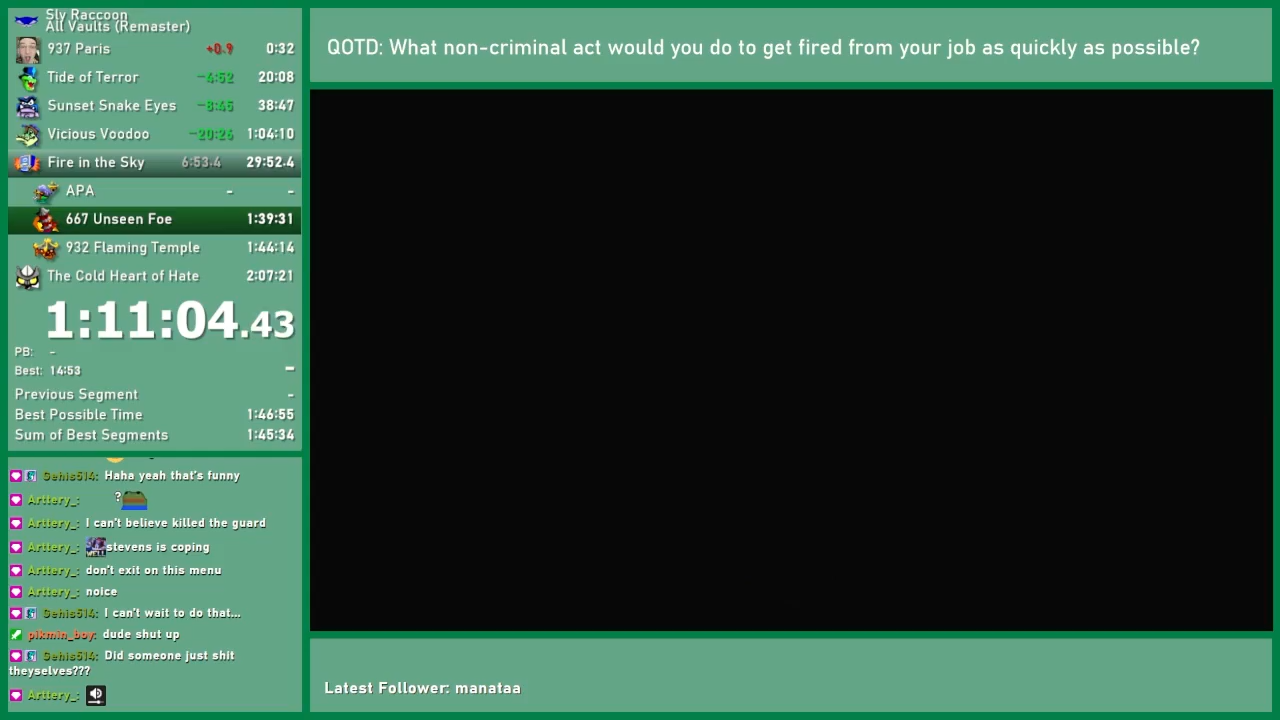 Sly Raccoon
All Vaults (Remaster)
937 Paris +0.9 0:32
Tide of Terror -4:52 20:08
Sunset Snake Eyes -8:45 38:47
Vicious Voodoo -20:26 1:04:10
Fire in the Sky 6:53.4 29:52.4
APA - -
667 Unseen Foe 1:39:31
932 Flaming Temple 1:44:14
The Cold Heart of Hate 2:07:21
1:11:04.43
PB: -
Best: 14:53 -
Previous Segment -
Best Possible Time 1:46:55
Sum of Best Segments 1:45:34
Gehis514: Haha yeah that's funny
Arttery_: ?
Arttery_: I can't believe killed the guard
Arttery_: stevens is coping
Arttery_: don't exit on this menu
Arttery_: noice
Gehis514: I can't wait to do that...
pikmin_boy: dude shut up
Gehis514: Did someone just shit
theyselves???
Arttery_:
QOTD: What non-criminal act would you do to get fired from your job as quickly as possible?
Latest Follower: manataa